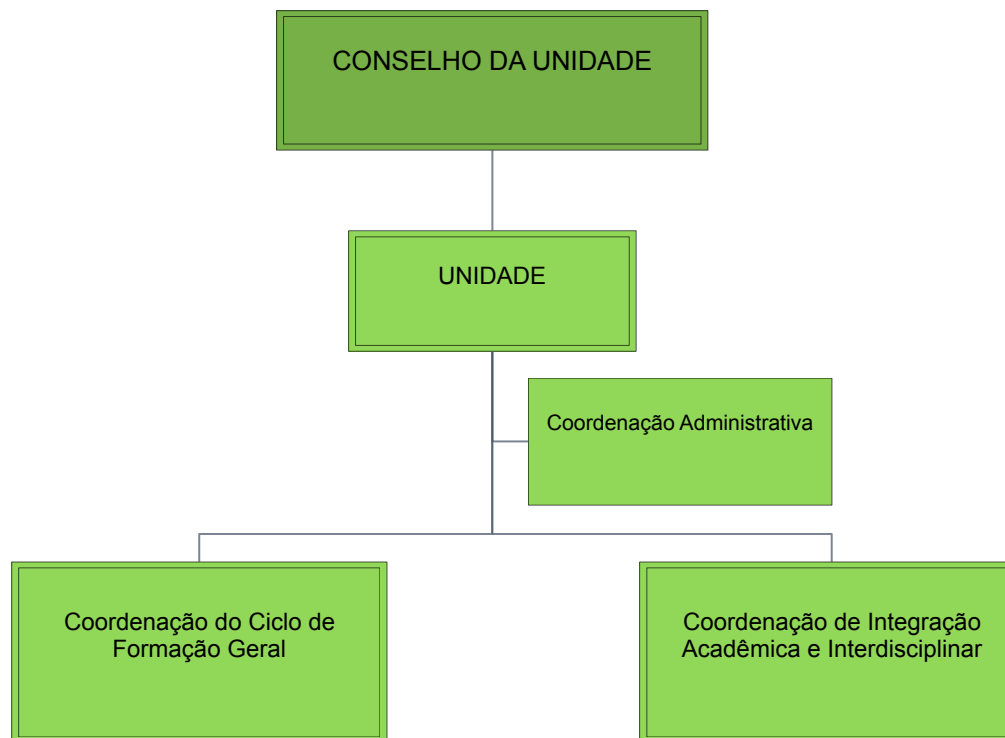 CONSELHO DA UNIDADE
UNIDADE
Coordenação Administrativa
Coordenação do Ciclo de
Formação Geral
Coordenação de Integração
Acadêmica e Interdisciplinar